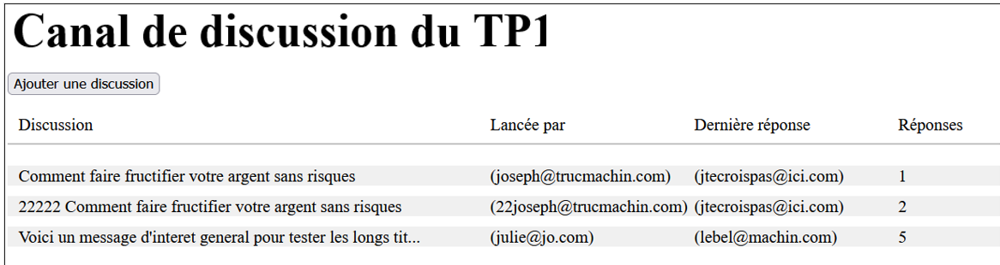 Canal de discussion du TP1
Ajouter une discussion
Discussion Lancée par Dernière réponse Réponses
Comment faire fructifier votre argent sans risques (joseph@trucmachin.com) (jtecroispas@ici.com) 1
22222 Comment faire fructifier votre argent sans risques (22joseph@trucmachin.com) (jtecroispas@ici.com) 2
Voici un message d'interet general pour tester les longs tit... (julie@jo.com) (lebel@machin.com) 5